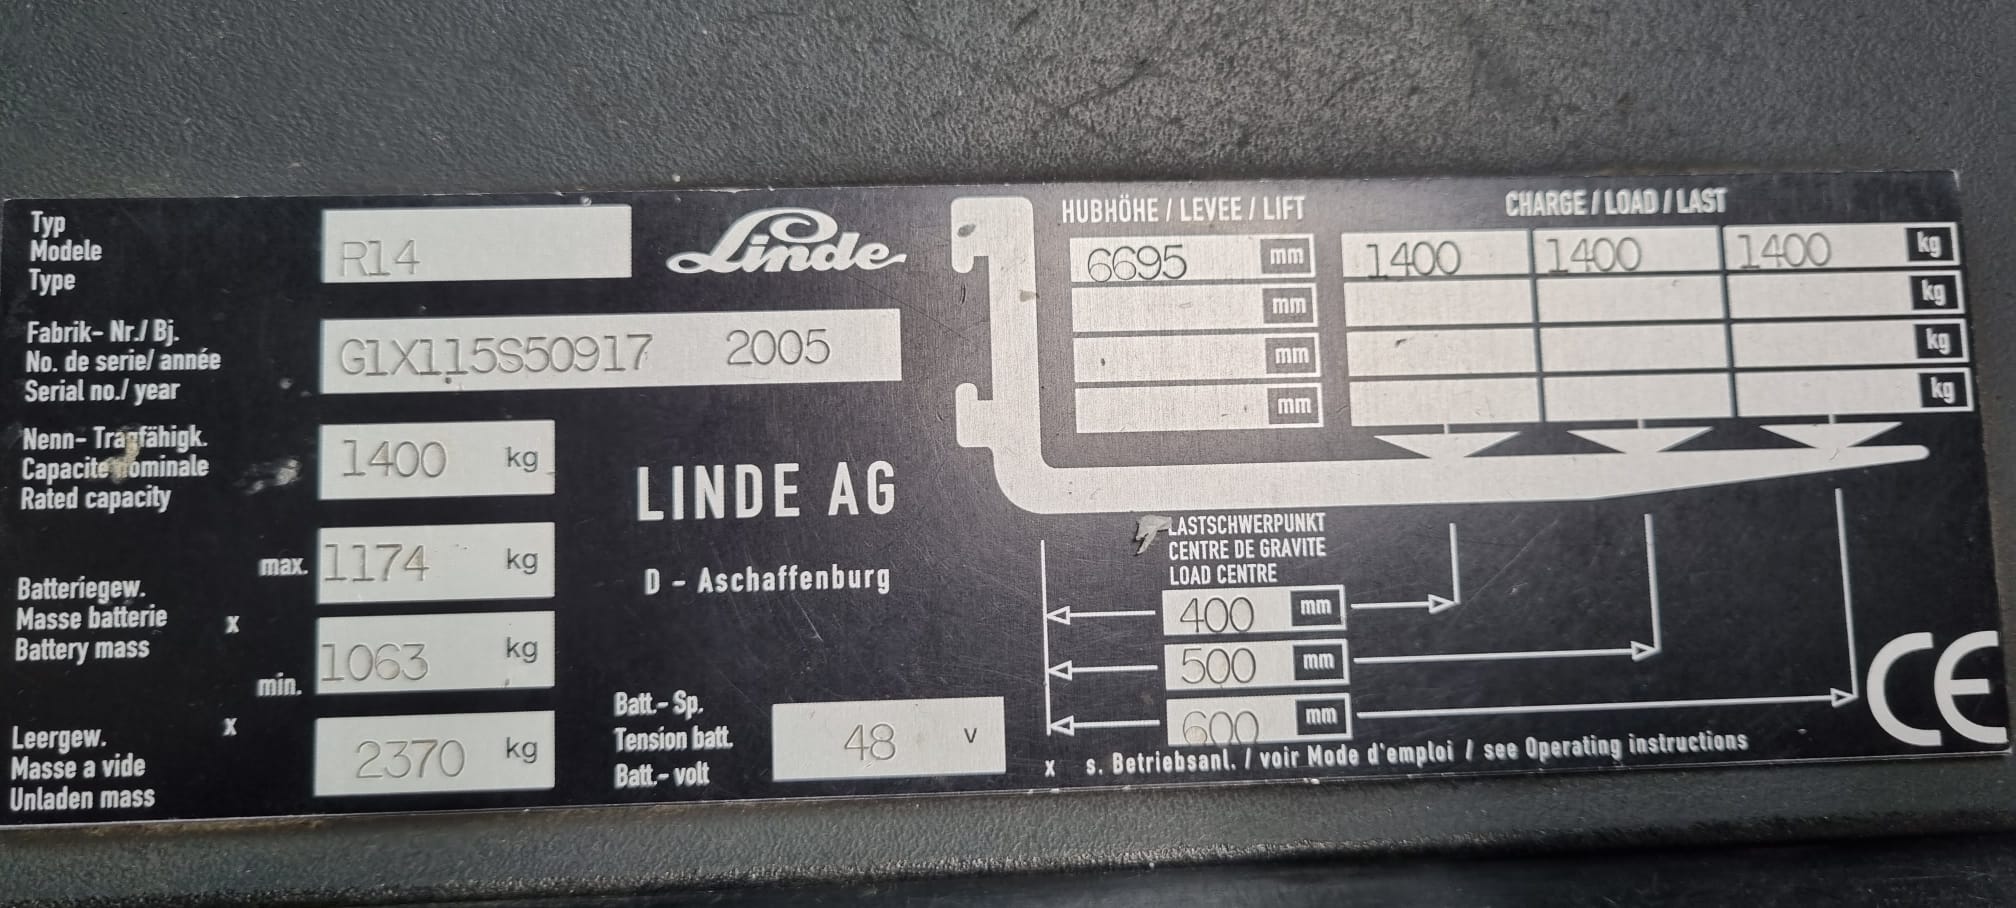 Typ
Modele
Type
R14
Linde
Fabrik- Nr./ Bj.
No. de serie/ année
Serial no./ year
G1X115S50917 2005
Nenn- Tragfähigk.
Capacite nominale
Rated capacity
1400 kg
LINDE AG
D - Aschaffenburg
Batteriegew.
Masse batterie x
Battery mass
max. 1174 kg
min. 1063 kg
Leergew. x
Masse a vide
Unladen mass
2370 kg
Batt.- Sp.
Tension batt.
Batt.- volt
48 V
HUBHÖHE / LEVEE / LIFT
CHARGE / LOAD / LAST
6695 mm 1400 1400 1400 kg
mm kg
mm kg
mm kg
LASTSCHWERPUNKT
CENTRE DE GRAVITE
LOAD CENTRE
400 mm
500 mm
600 mm
CE
x s. Betriebsanl. / voir Mode d'emploi / see Operating instructions